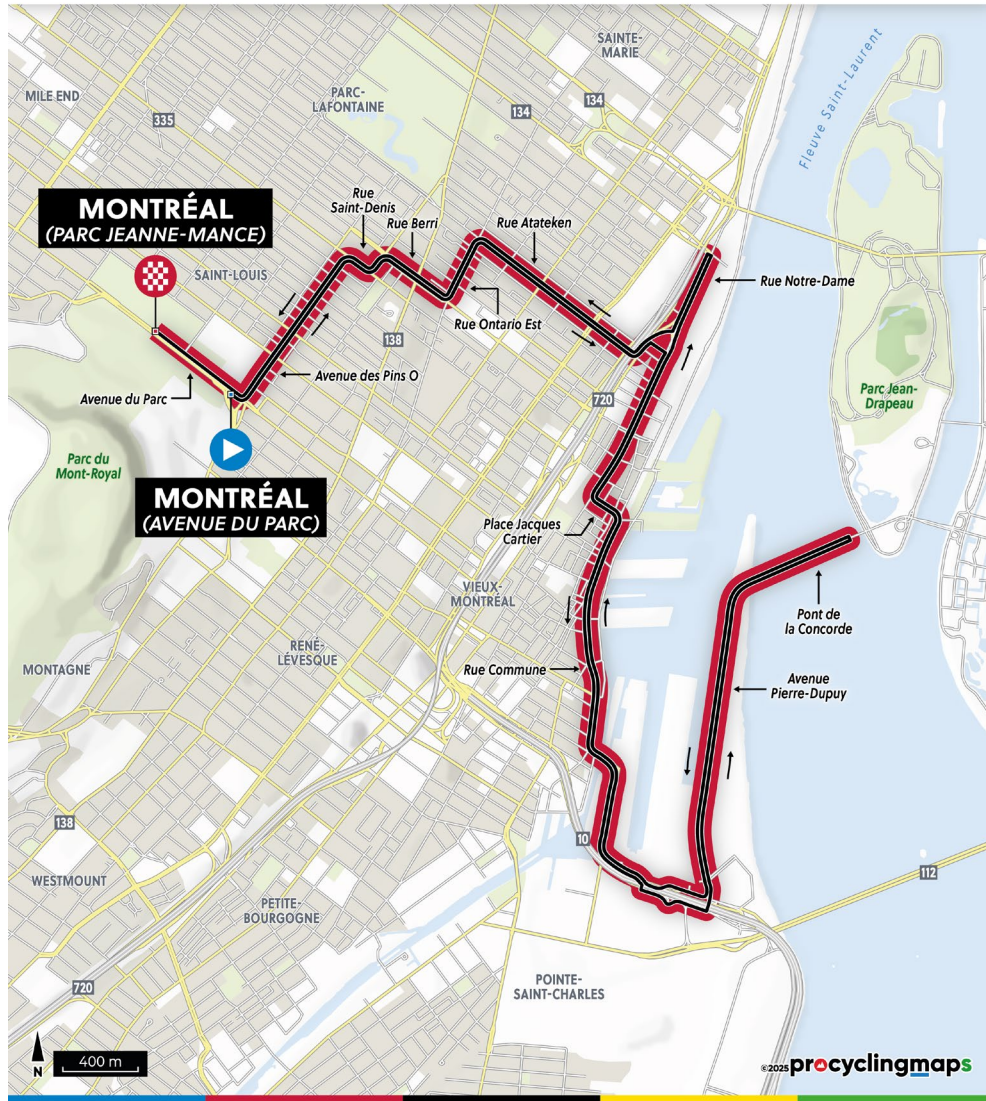 SAINTE-
MARIE
MILE END
PARC-
LAFONTAINE
134
134
335
Fleuve Saint-Laurent
Rue
Saint-Denis
MONTRÉAL
(PARC JEANNE-MANCE)
Rue Berri
Rue Atateken
SAINT-LOUIS
Rue Notre-Dame
Rue Ontario Est
138
Avenue des Pins O
Avenue du Parc
720
Parc Jean-
Drapeau
Parc du
Mont-Royal
MONTRÉAL
(AVENUE DU PARC)
Place Jacques
Cartier
VIEUX-
MONTRÉAL
Pont de
la Concorde
RENÉ-
LÉVESQUE
MONTAGNE
Rue Commune
Avenue
Pierre-Dupuy
138
10
112
WESTMOUNT
PETITE-
BOURGOGNE
POINTE-
SAINT-CHARLES
720
N
400 m
©2025 procyclingmaps